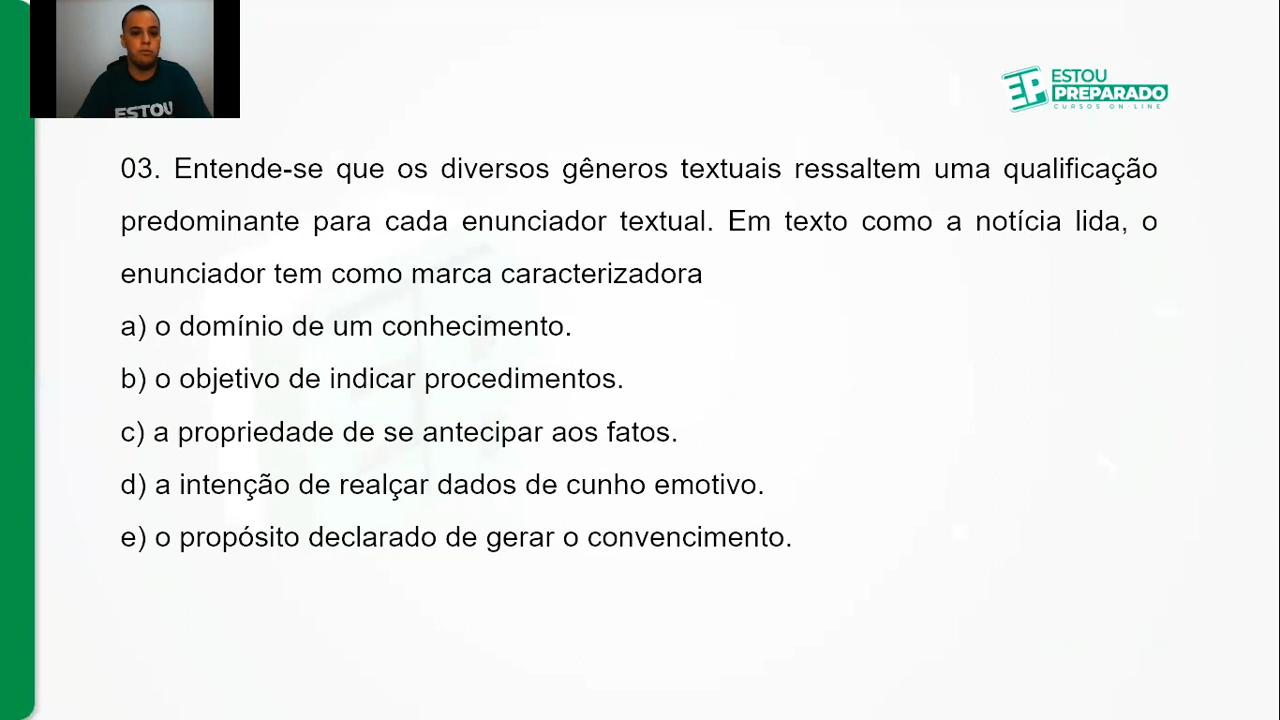 ESTOU
ESTOU
PREPARADO
CURSOS ON-LINE
03. Entende-se que os diversos gêneros textuais ressaltem uma qualificação
predominante para cada enunciador textual. Em texto como a notícia lida, o
enunciador tem como marca caracterizadora
a) o domínio de um conhecimento.
b) o objetivo de indicar procedimentos.
c) a propriedade de se antecipar aos fatos.
d) a intenção de realçar dados de cunho emotivo.
e) o propósito declarado de gerar o convencimento.